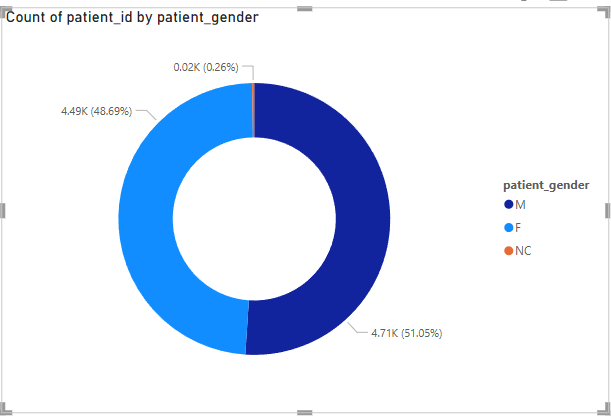 Count of patient_id by patient_gender
0.02K (0.26%)
4.49K (48.69%)
patient_gender
M
F
NC
4.71K (51.05%)